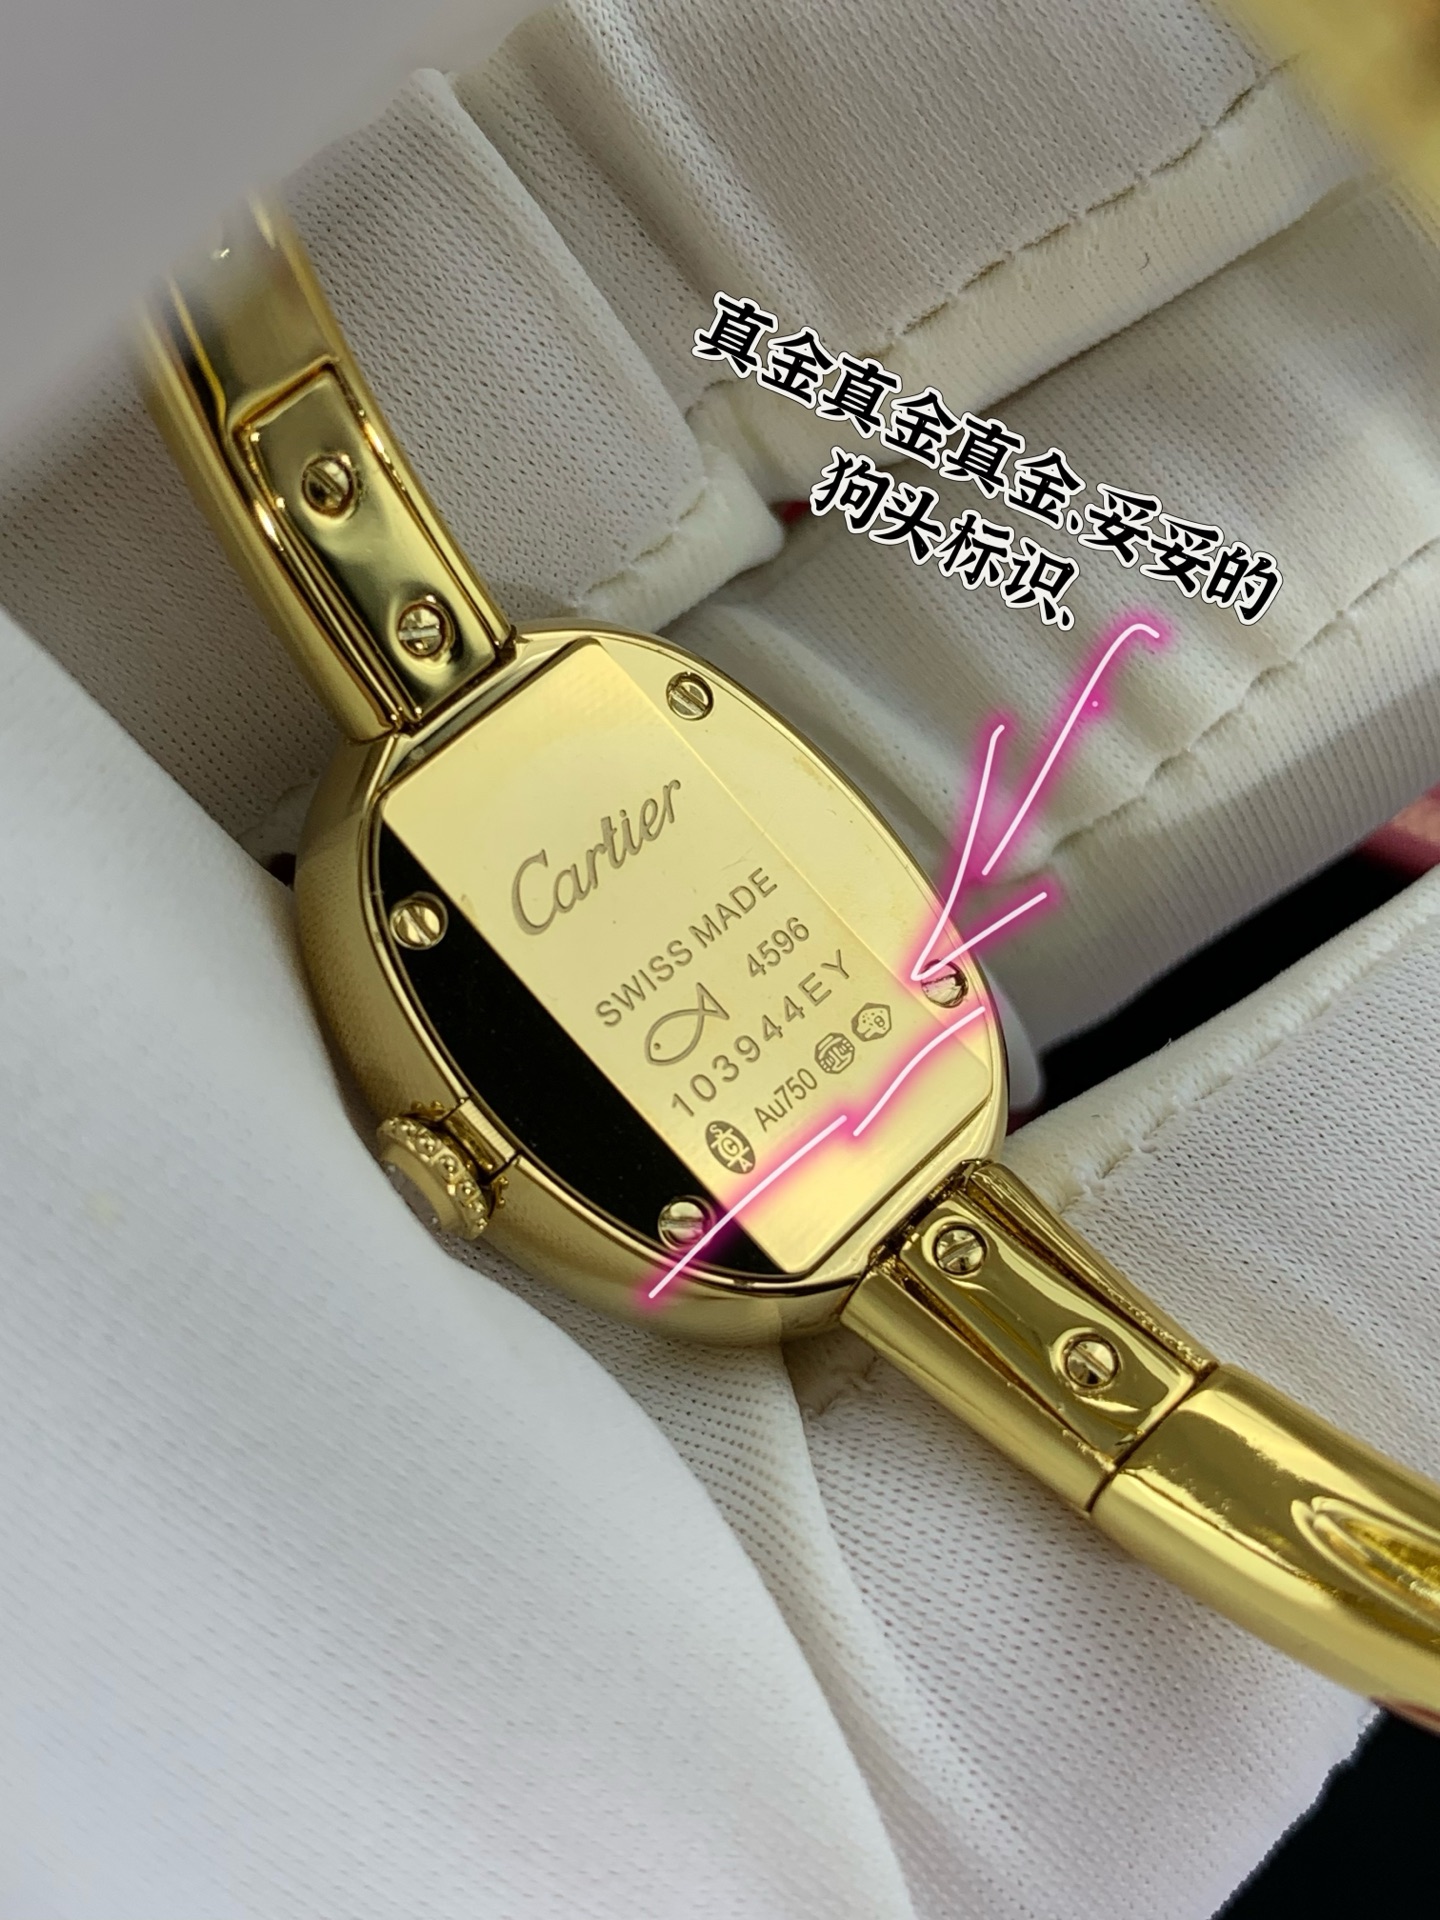 真金真金真金、妥妥的
狗头标识、
Cartier
SWISS MADE
4596
103944EY
SGA Au750